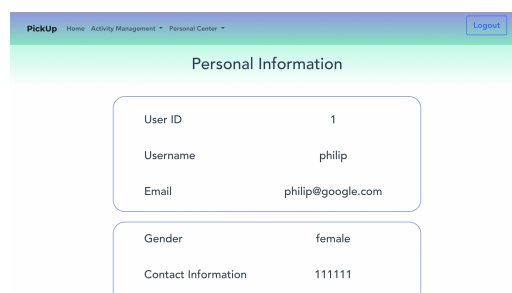 PickUp Home Activity Management Personal Center Logout
Personal Information
User ID 1
Username philip
Email philip@google.com
Gender female
Contact Information 111111